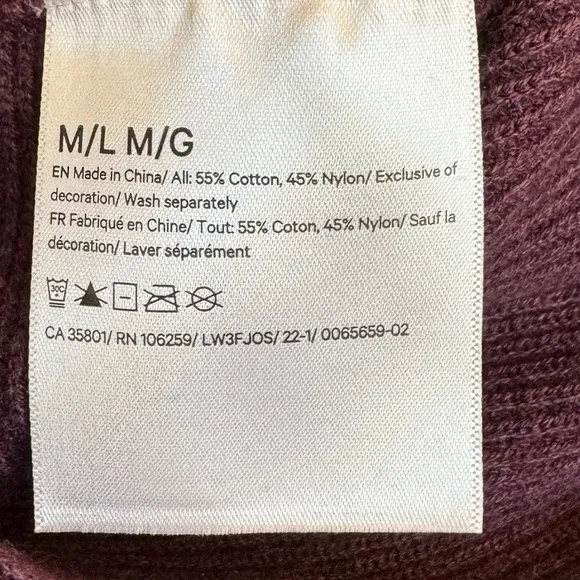 M/L M/G
EN Made in China/ All: 55% Cotton, 45% Nylon/ Exclusive of
decoration/ Wash separately
FR Fabriqué en Chine/ Tout: 55% Coton, 45% Nylon/ Sauf la
décoration/ Laver séparément
30C
CA 35801/ RN 106259/ LW3FJOS/ 22-1/ 0065659-02